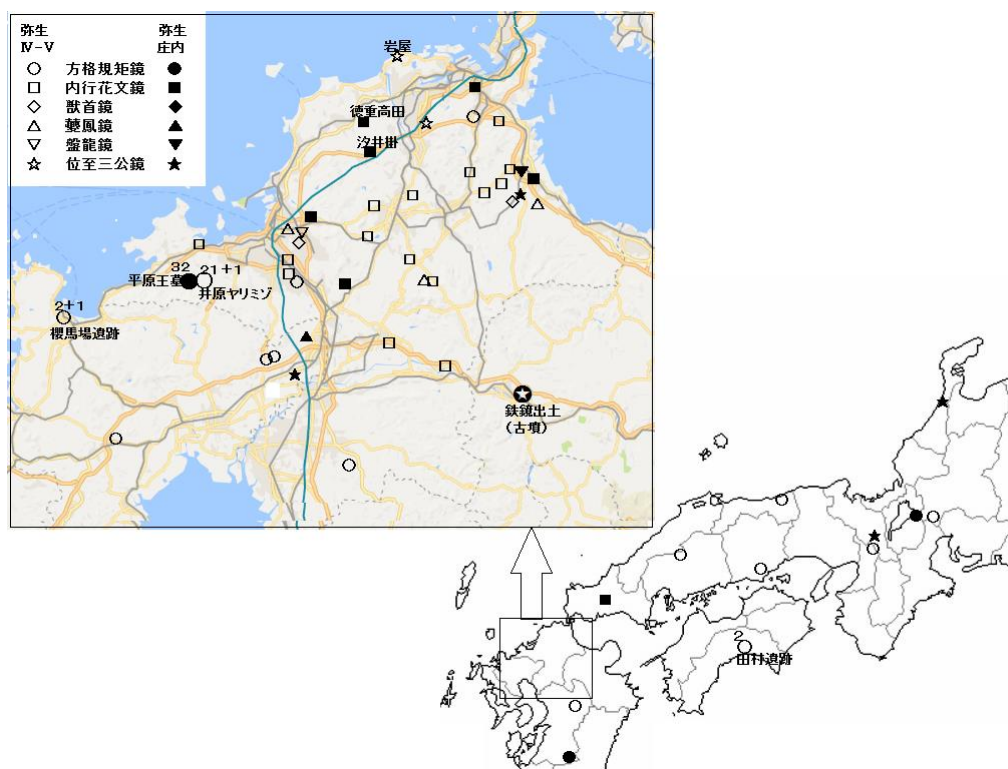 弥生 弥生
Ⅳ-Ⅴ 庄内
方格規矩鏡
内行花文鏡
獣首鏡
夔鳳鏡
盤龍鏡
位至三公鏡
岩屋
徳重高田
汐井掛
32
21+1
平原王墓
井原ヤリミゾ
2+1
櫻馬場遺跡
鉄鏡出土
(古墳)
2
田村遺跡